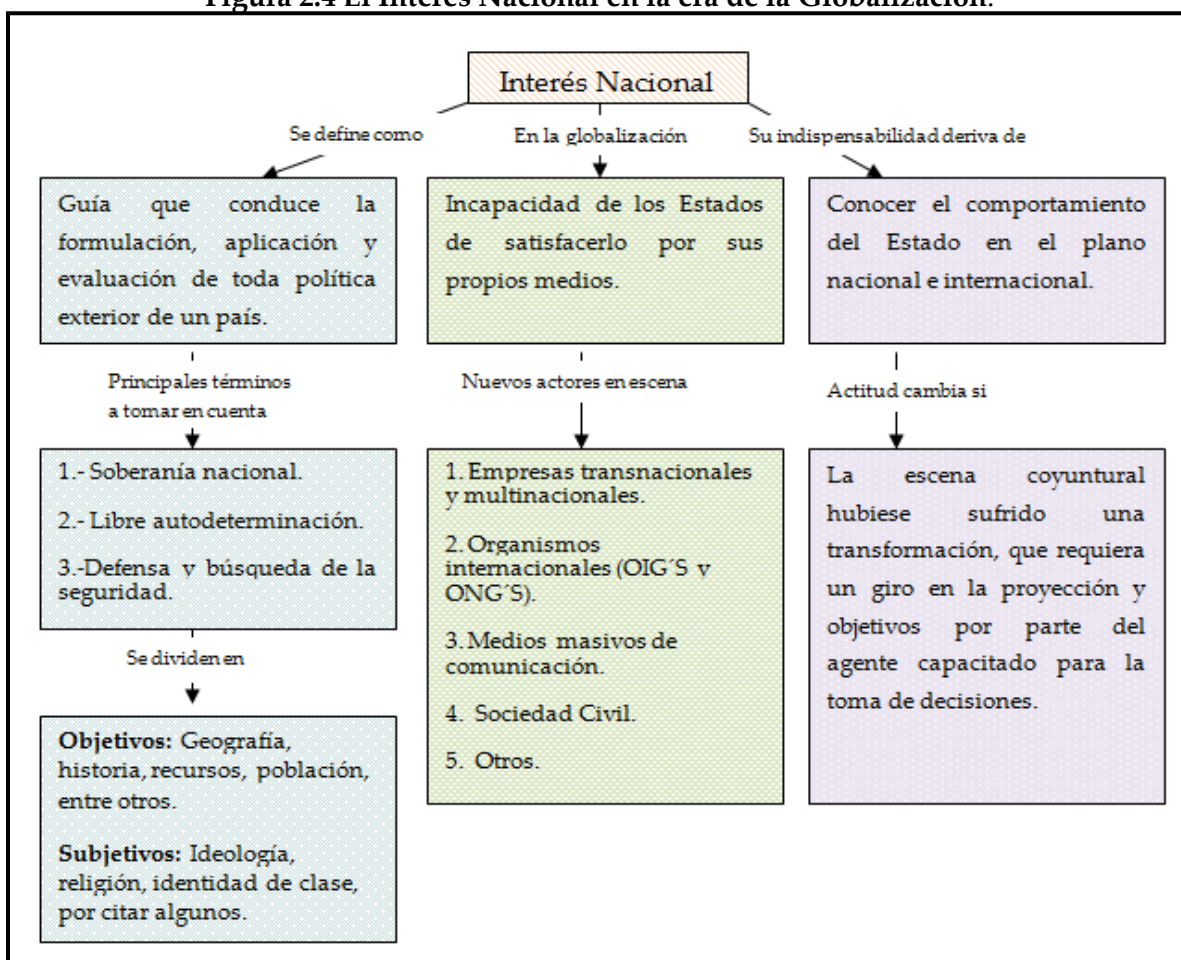 Figura 2.4 El Interés Nacional en la era de la Globalización.
Interés Nacional
Se define como
En la globalización
Su indispensabilidad deriva de
Guía que conduce la
formulación, aplicación y
evaluación de toda política
exterior de un país.
Incapacidad de los Estados
de satisfacerlo por sus
propios medios.
Conocer el comportamiento
del Estado en el plano
nacional e internacional.
Principales términos
a tomar en cuenta
Nuevos actores en escena
Actitud cambia si
1.- Soberanía nacional.
2.- Libre autodeterminación.
3.-Defensa y búsqueda de la
seguridad.
1. Empresas transnacionales
y multinacionales.
2. Organismos
internacionales (OIG´S y
ONG´S).
3. Medios masivos de
comunicación.
4. Sociedad Civil.
5. Otros.
La escena coyuntural
hubiese sufrido una
transformación, que requiera
un giro en la proyección y
objetivos por parte del
agente capacitado para la
toma de decisiones.
Se dividen en
Objetivos: Geografía,
historia, recursos, población,
entre otros.
Subjetivos: Ideología,
religión, identidad de clase,
por citar algunos.